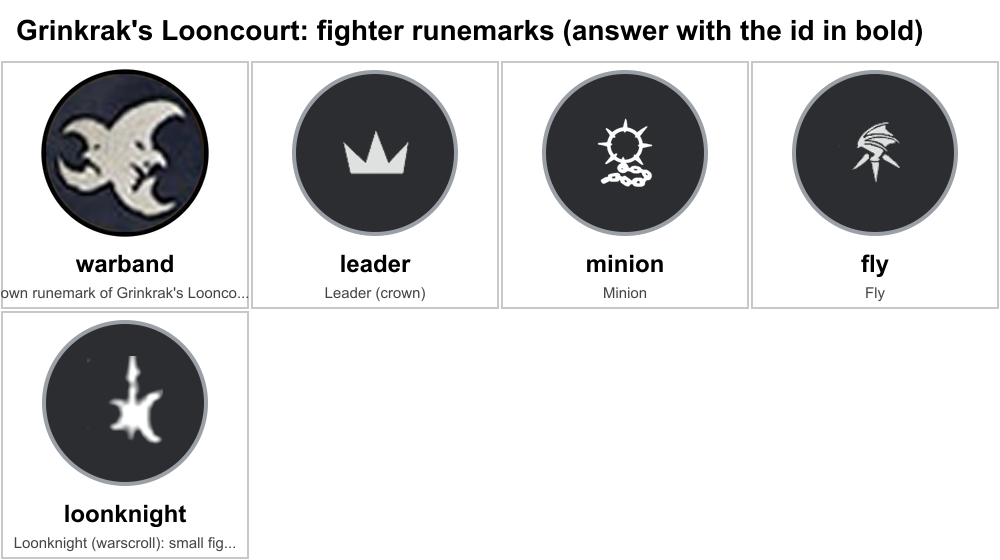 Grinkrak's Looncourt: fighter runemarks (answer with the id in bold)
warband
own runemark of Grinkrak's Loonco...
leader
Leader (crown)
minion
Minion
fly
Fly
loonknight
Loonknight (warscroll): small fig...